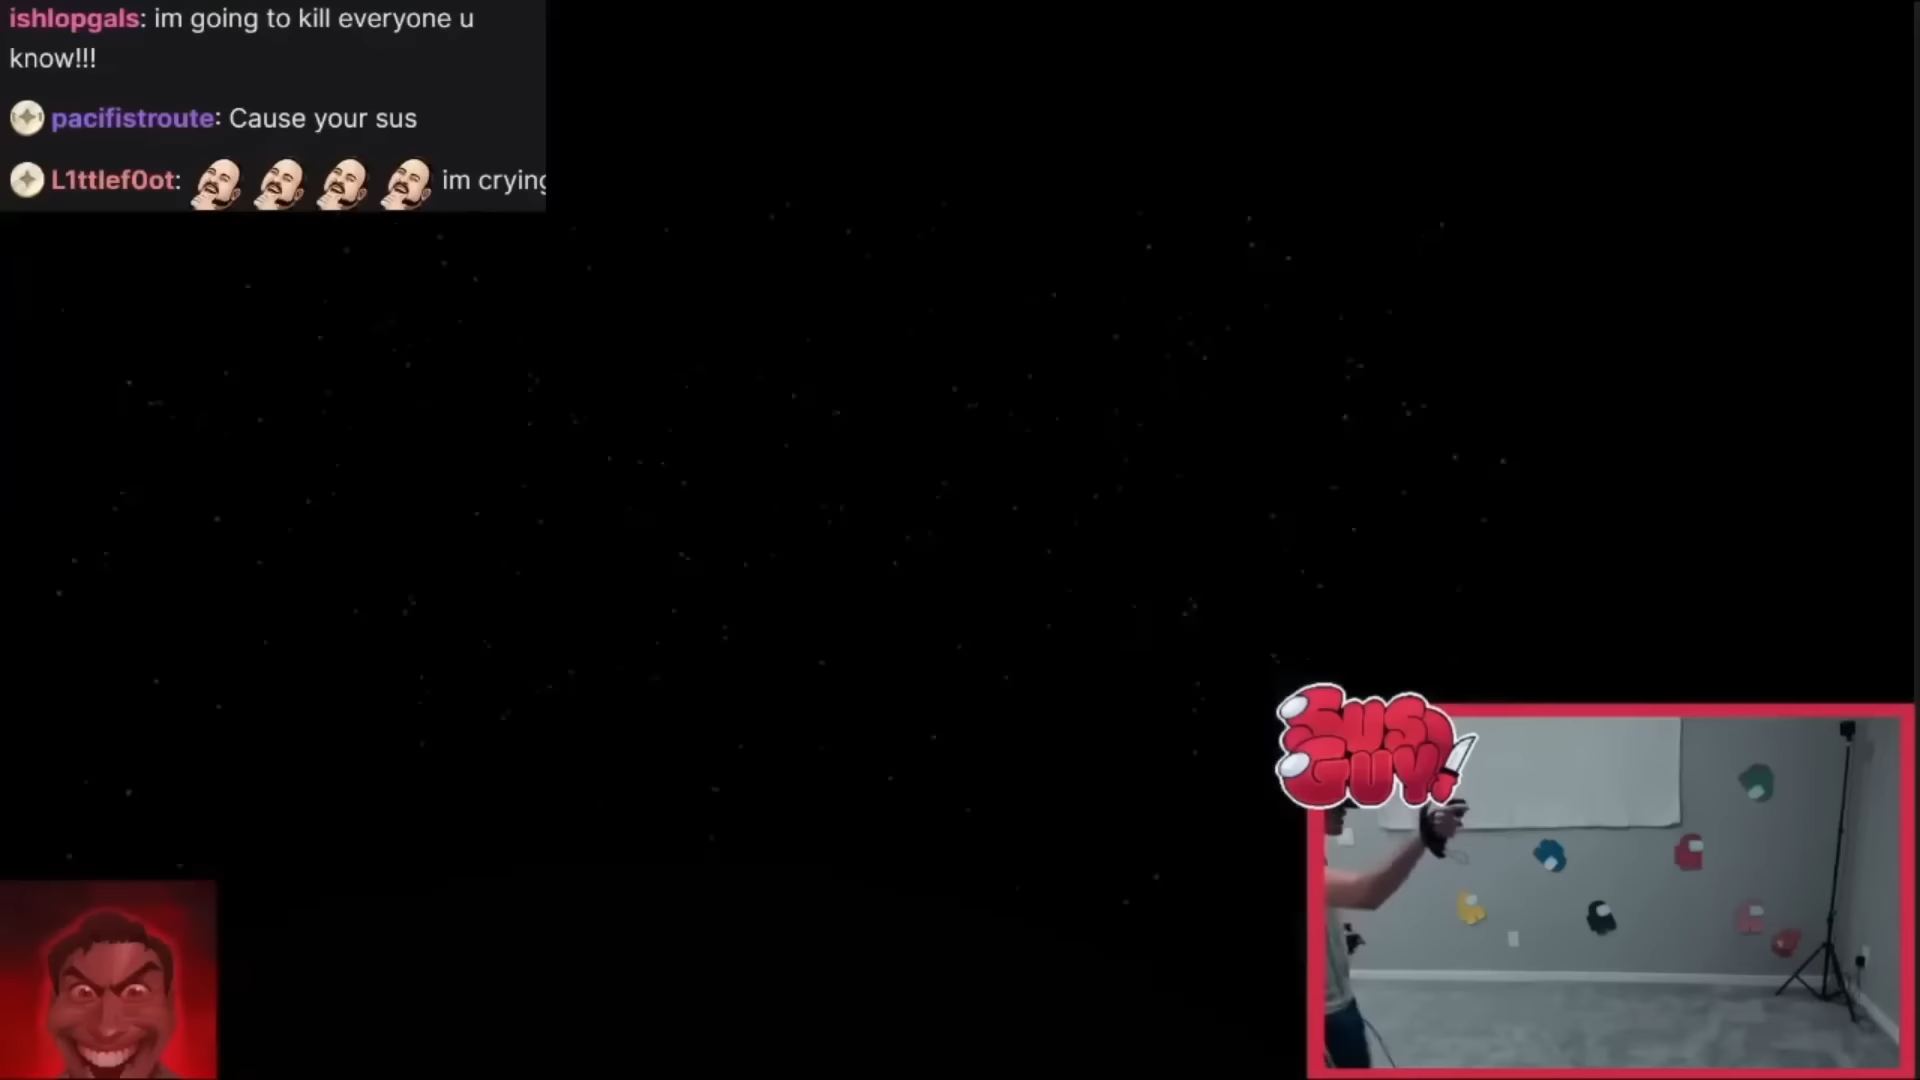 ishlopgals: im going to kill everyone u
know!!!
pacifistroute: Cause your sus
L1ttlef0ot: im crying
SUS
GUY!